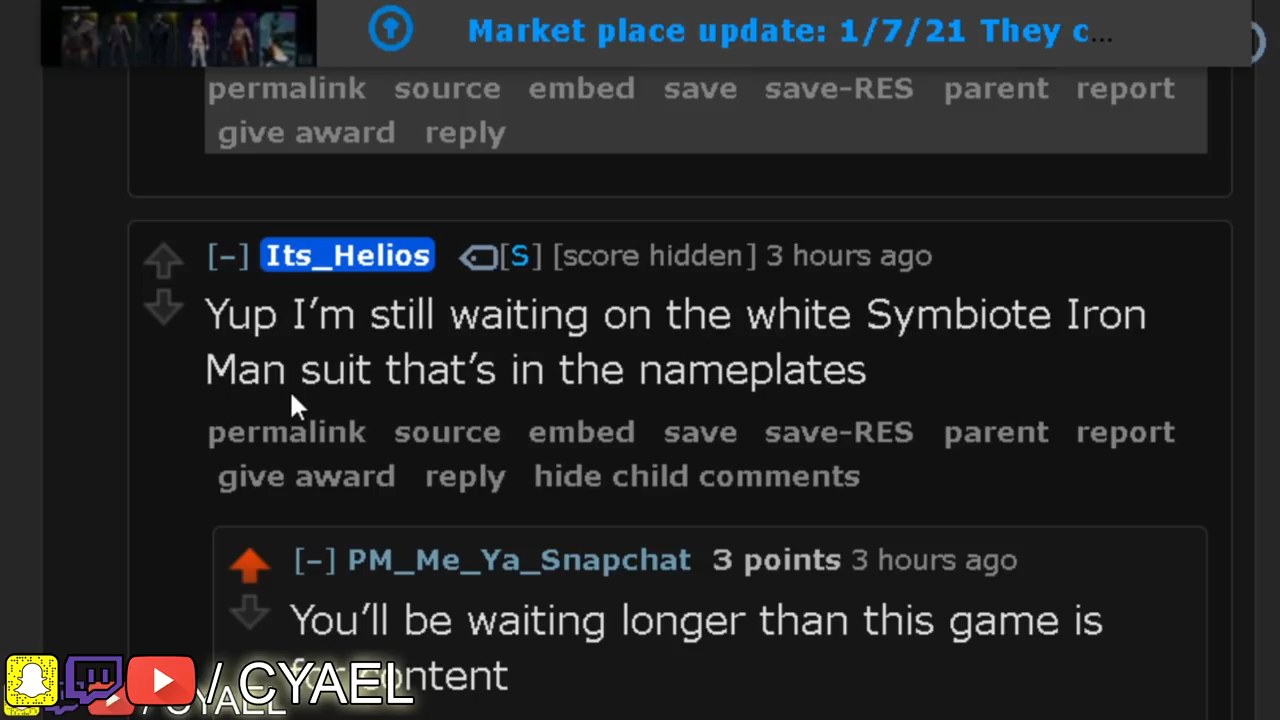 Market place update: 1/7/21 They c...
permalink source embed save save-RES parent report
give award reply
[–] Its_Helios [S] [score hidden] 3 hours ago
Yup I’m still waiting on the white Symbiote Iron
Man suit that’s in the nameplates
permalink source embed save save-RES parent report
give award reply hide child comments
[–] PM_Me_Ya_Snapchat 3 points 3 hours ago
You’ll be waiting longer than this game is
for content
/ CYAEL
/ CYAEL